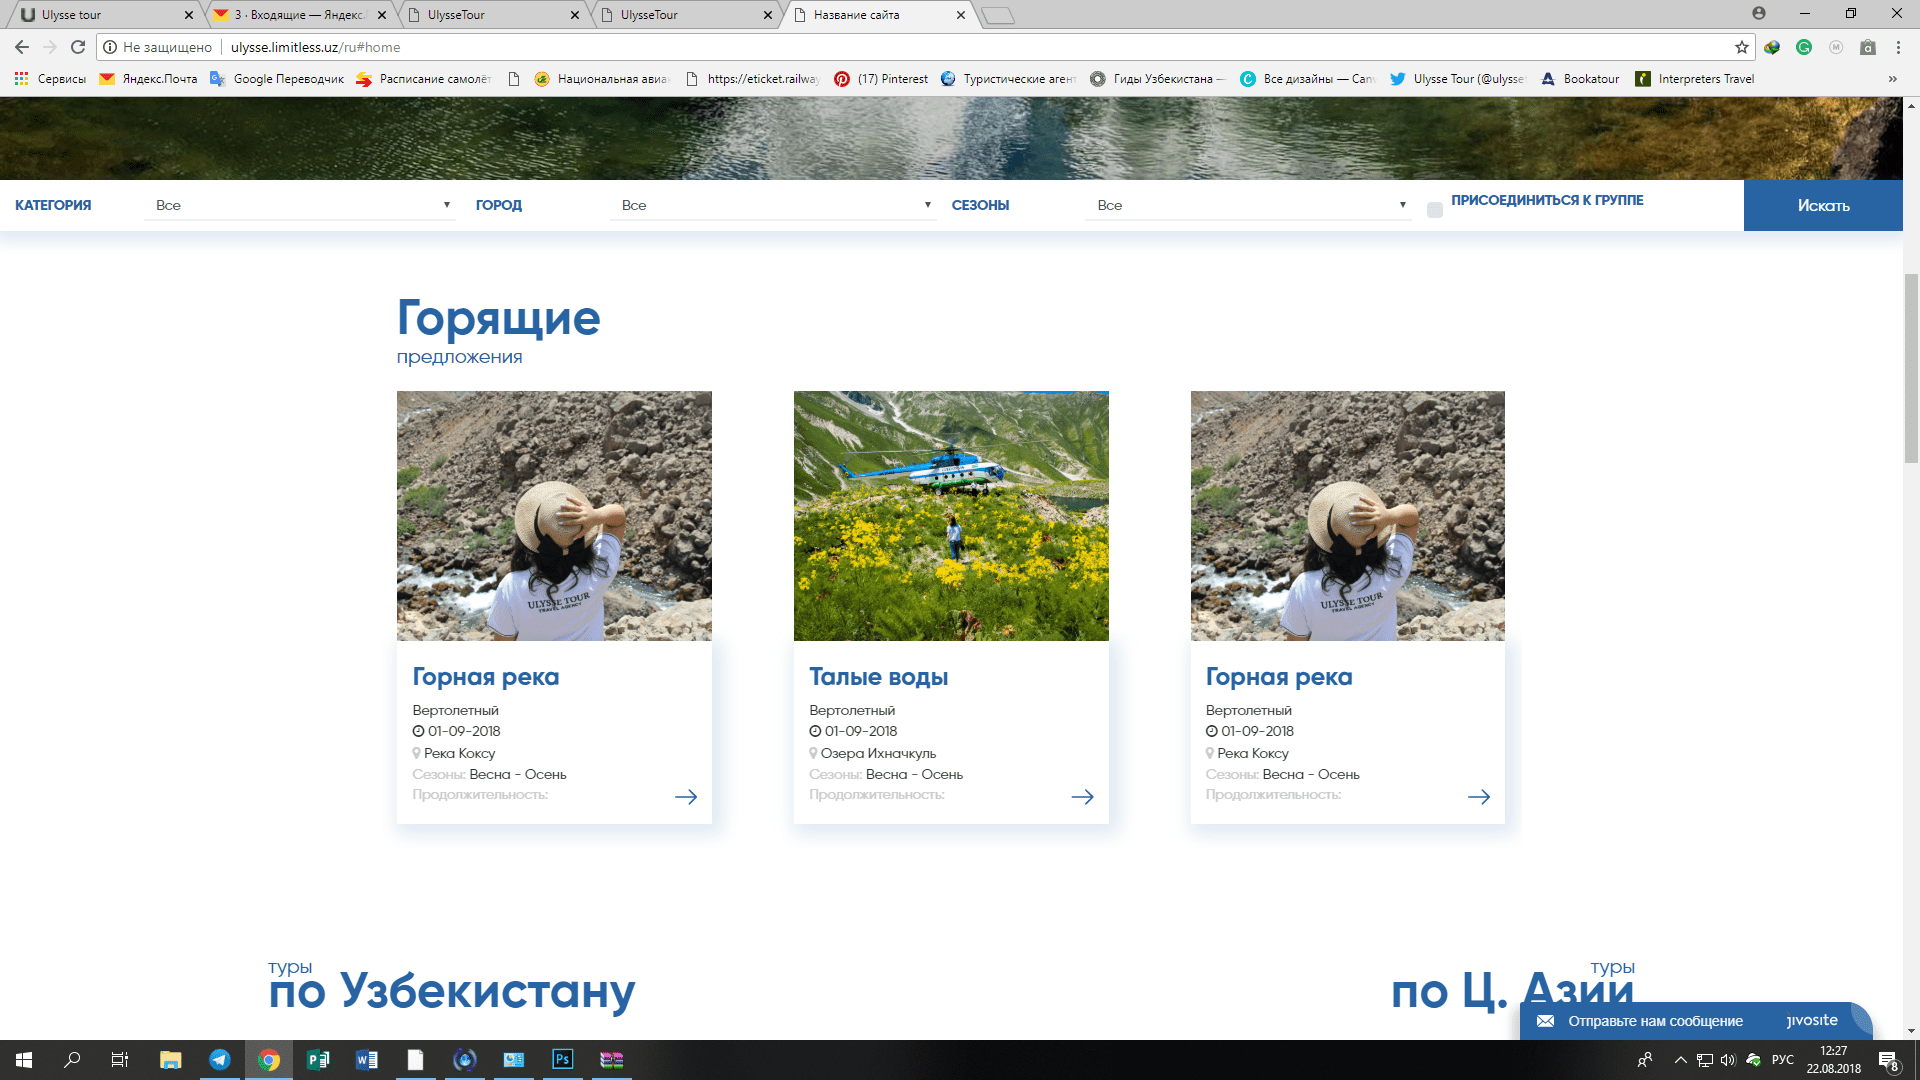 Ulysse tour
3 · Входящие — Яндекс.
UlysseTour
UlysseTour
Название сайта
Не защищено
ulysse.limitless.uz/ru#home
Сервисы
Яндекс.Почта
Google Переводчик
Расписание самолёт
Национальная авиа
https://eticket.railway
(17) Pinterest
Туристические агент
Гиды Узбекистана —
Все дизайны — Canv
Ulysse Tour (@ulysse
Bookatour
Interpreters Travel
»
КАТЕГОРИЯ
Все
ГОРОД
Все
СЕЗОНЫ
Все
ПРИСОЕДИНИТЬСЯ К ГРУППЕ
Искать
Горящие
предложения
ULYSSE TOUR
TRAVEL AGENCY
ULYSSE TOUR
TRAVEL AGENCY
Горная река
Вертолетный
01-09-2018
Река Коксу
Сезоны: Весна - Осень
Продолжительность:
Талые воды
Вертолетный
01-09-2018
Озера Ихначкуль
Сезоны: Весна - Осень
Продолжительность:
Горная река
Вертолетный
01-09-2018
Река Коксу
Сезоны: Весна - Осень
Продолжительность:
туры
по Узбекистану
туры
по Ц. Азии
Отправьте нам сообщение
jivosite
РУС
12:27
22.08.2018
8